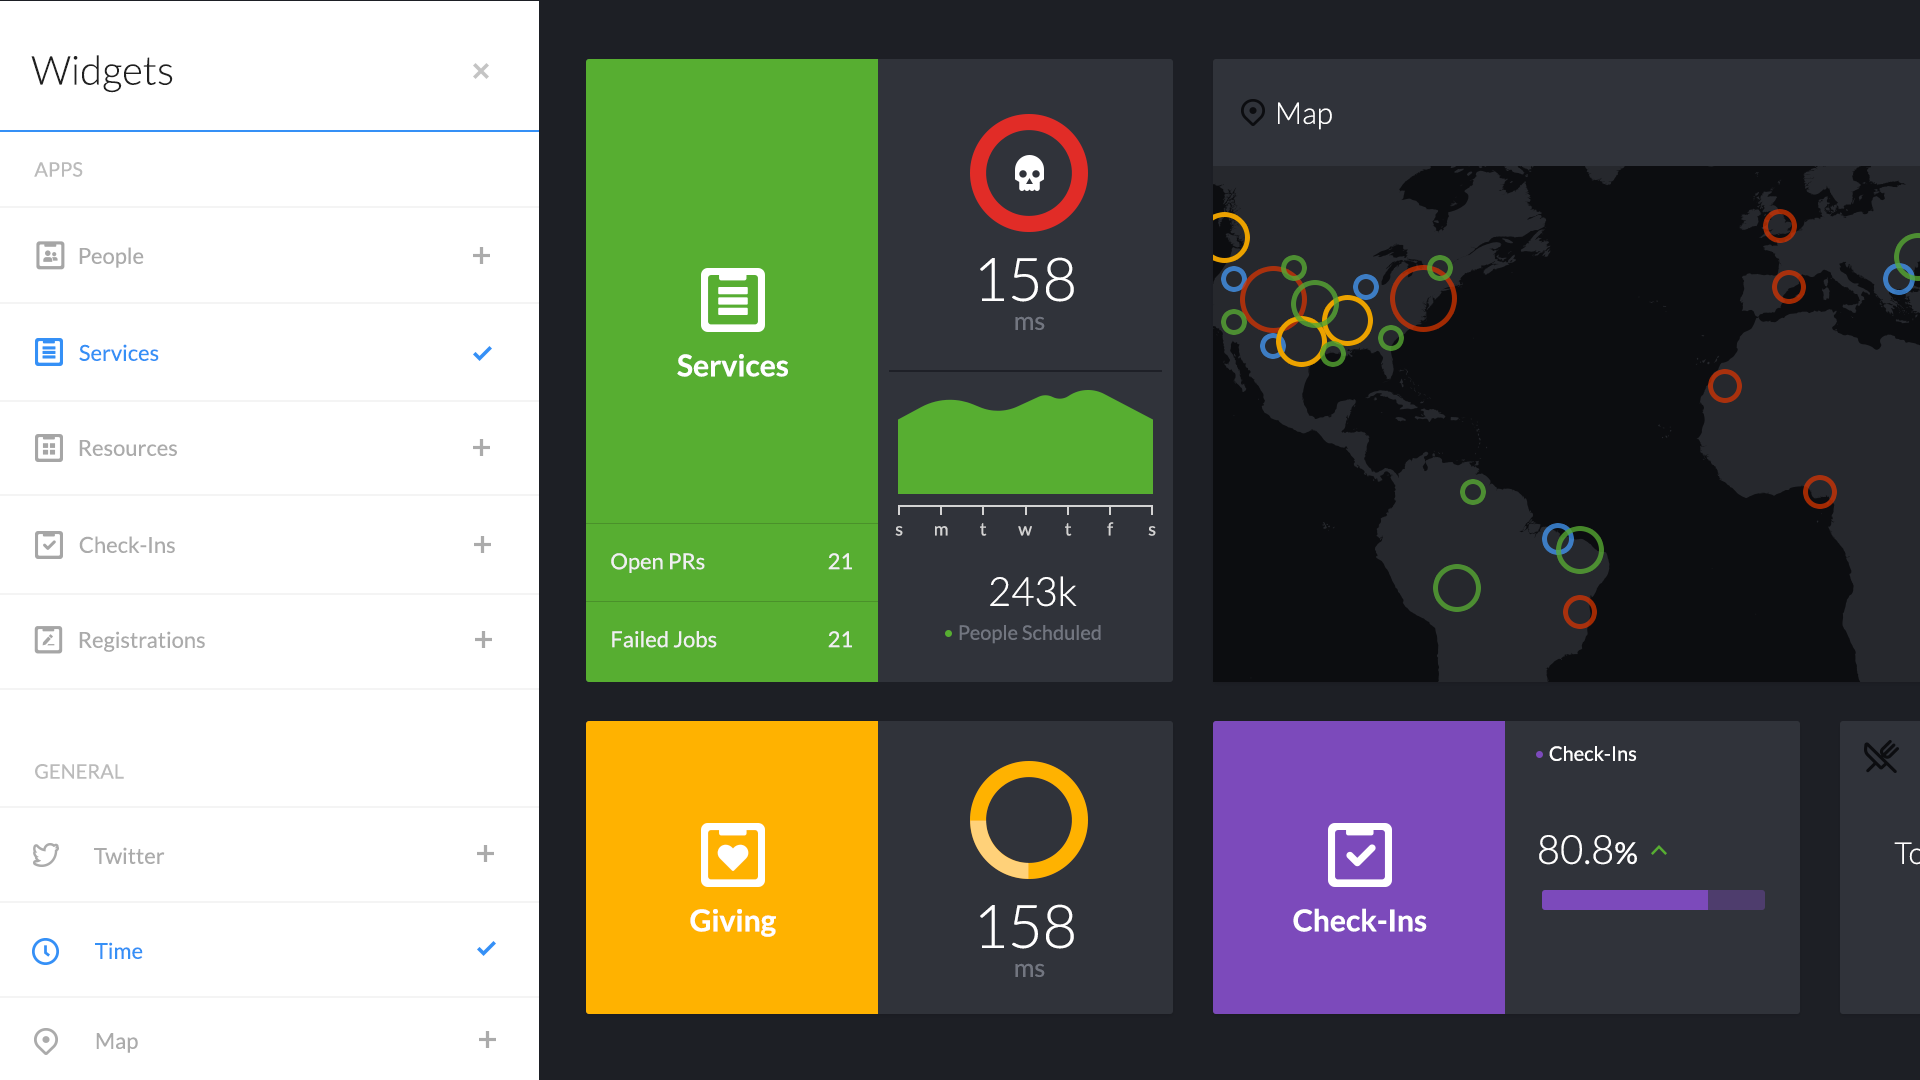 Widgets
APPS
People
Services
Resources
Check-Ins
Registrations
GENERAL
Twitter
Time
Map
Services
Open PRs 21
Failed Jobs 21
158
ms
s m t w t f s
243k
People Schduled
Map
Giving
158
ms
Check-Ins
Check-Ins
80.8%